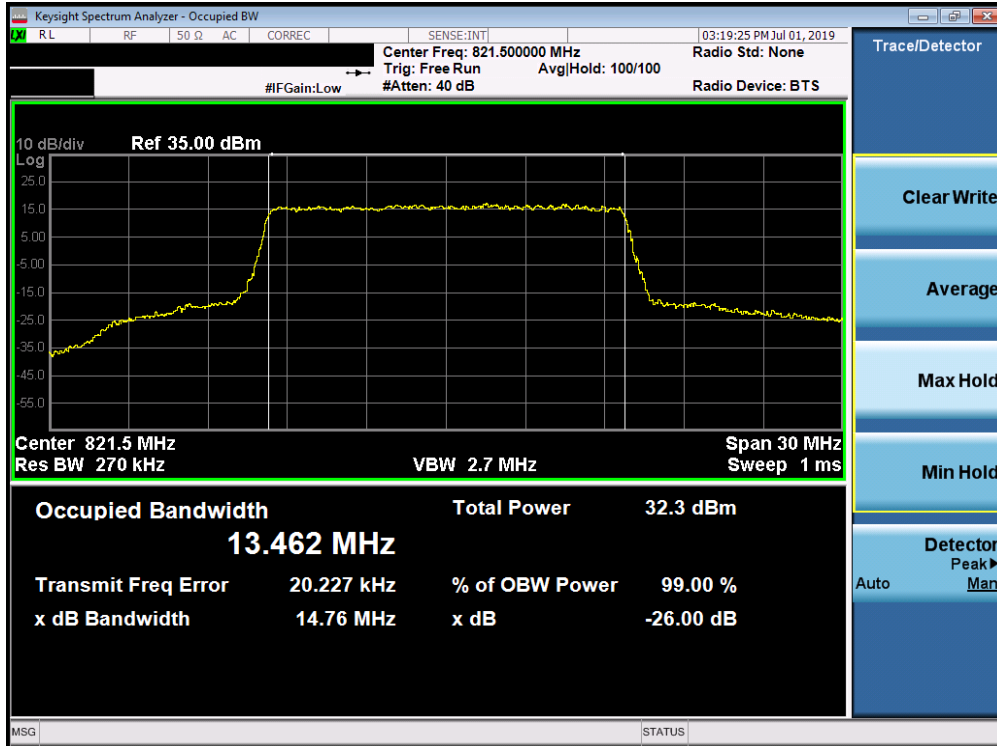 Keysight Spectrum Analyzer - Occupied BW
LXI RL RF 50 Ω AC CORREC SENSE:INT 03:19:25 PM Jul 01, 2019
Center Freq: 821.500000 MHz Radio Std: None
Trig: Free Run Avg|Hold: 100/100
#IFGain:Low #Atten: 40 dB Radio Device: BTS
10 dB/div Ref 35.00 dBm
Log
25.0
15.0
5.00
-5.00
-15.0
-25.0
-35.0
-45.0
-55.0
Center 821.5 MHz Span 30 MHz
Res BW 270 kHz VBW 2.7 MHz Sweep 1 ms
Occupied Bandwidth Total Power 32.3 dBm
13.462 MHz
Transmit Freq Error 20.227 kHz % of OBW Power 99.00 %
x dB Bandwidth 14.76 MHz x dB -26.00 dB
MSG STATUS
Trace/Detector
Clear Write
Average
Max Hold
Min Hold
Detector
Peak▶
Auto Man